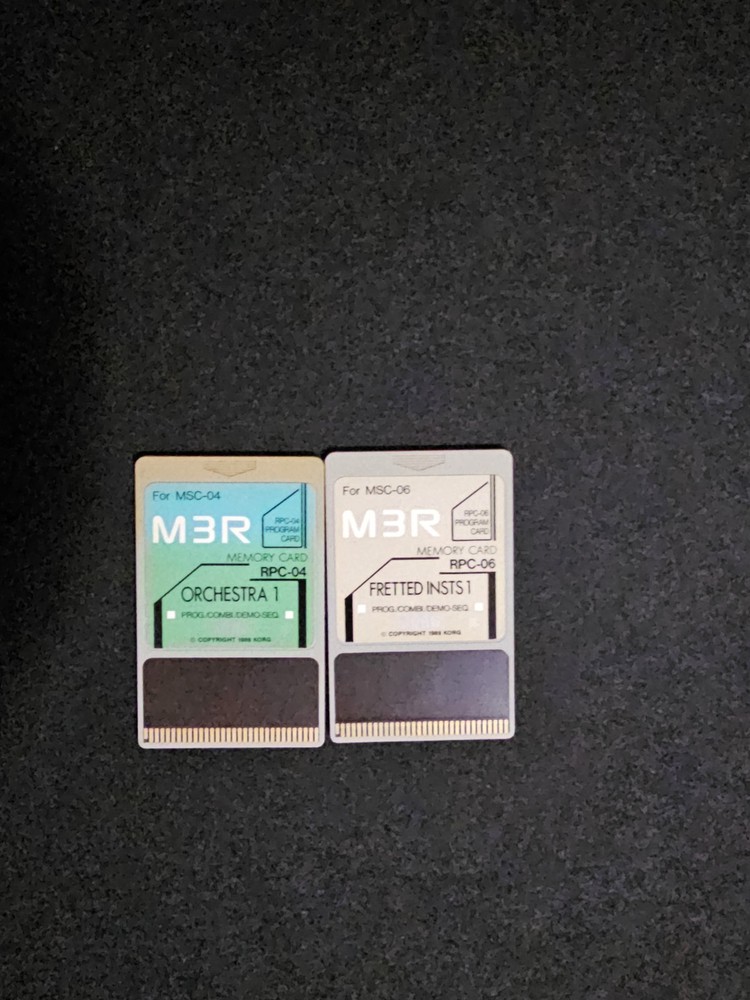 For MSC-04
M3R
RPC-04
PROGRAM
CARD
MEMORY CARD
RPC-04
ORCHESTRA 1
PROG./COMBI./DEMO-SEQ.
© COPYRIGHT 1989 KORG
For MSC-06
M3R
RPC-06
PROGRAM
CARD
MEMORY CARD
RPC-06
FRETTED INSTS 1
PROG./COMBI./DEMO-SEQ.
© COPYRIGHT 1989 KORG